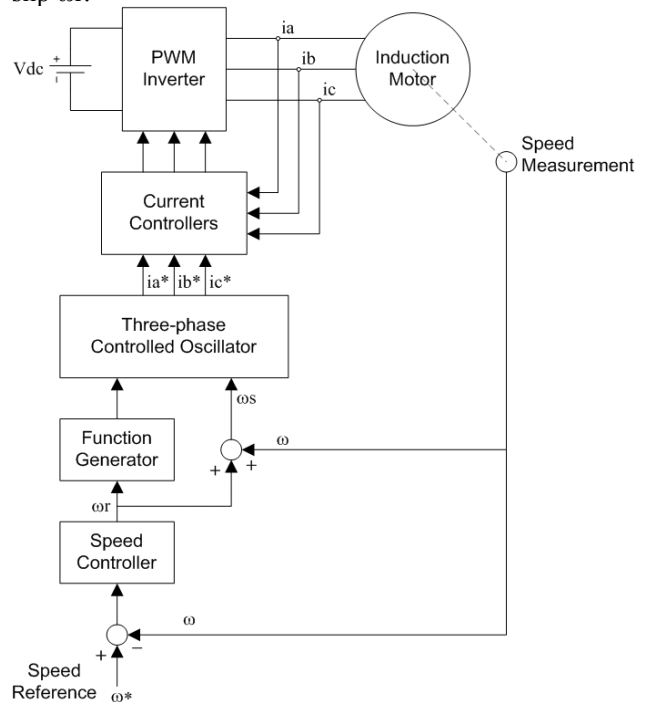 slip ωr.
ia
PWM
Inverter
Induction
Motor
Vdc
+
-
ib
ic
Speed
Measurement
Current
Controllers
ia* ib* ic*
Three-phase
Controlled Oscillator
ωs
Function
Generator
ω
+ +
ωr
Speed
Controller
ω
+ −
Speed
Reference ω*